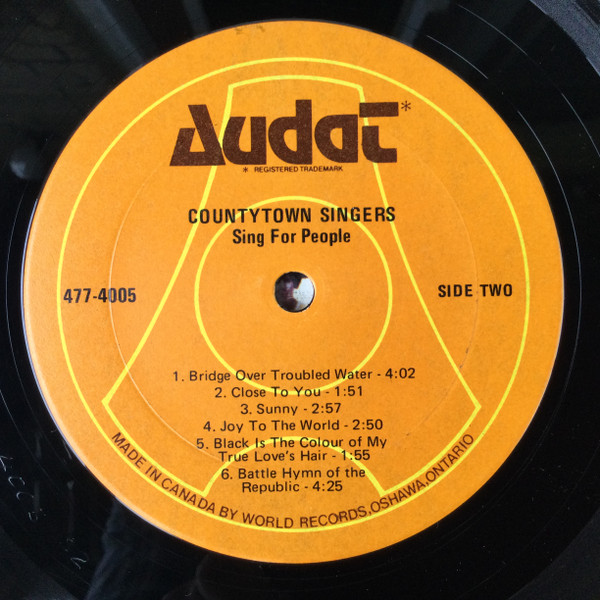 Audat*
* REGISTERED TRADEMARK
COUNTYTOWN SINGERS
Sing For People
477-4005
SIDE TWO
1. Bridge Over Troubled Water - 4:02
2. Close To You - 1:51
3. Sunny - 2:57
4. Joy To The World - 2:50
5. Black Is The Colour of My
True Love's Hair - 1:55
6. Battle Hymn of the
Republic - 4:25
MADE IN CANADA BY WORLD RECORDS, OSHAWA, ONTARIO